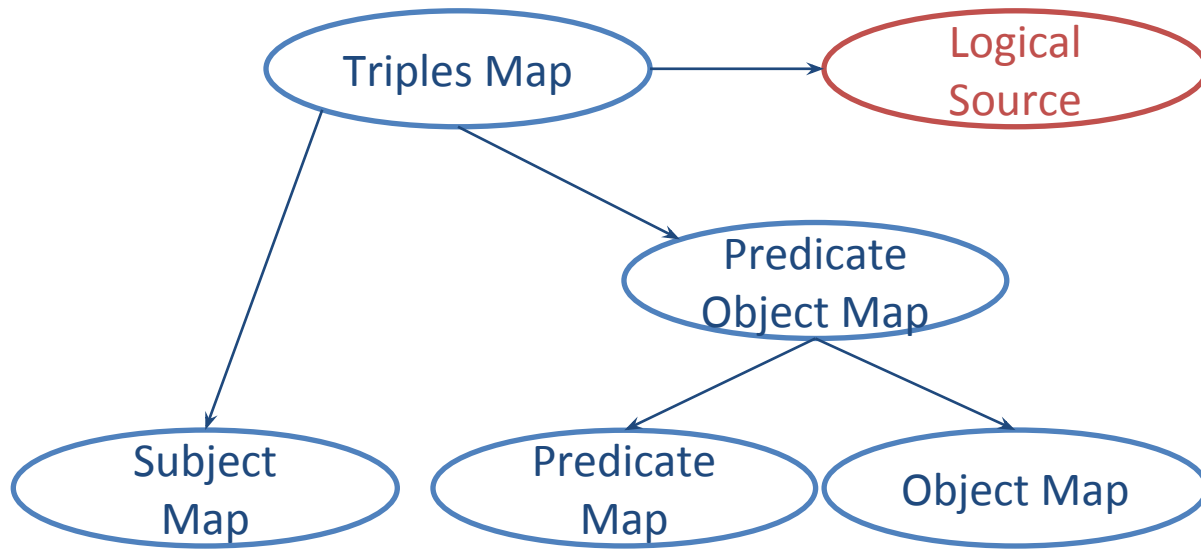 Triples Map
Logical
Source
Predicate
Object Map
Subject
Map
Predicate
Map
Object Map